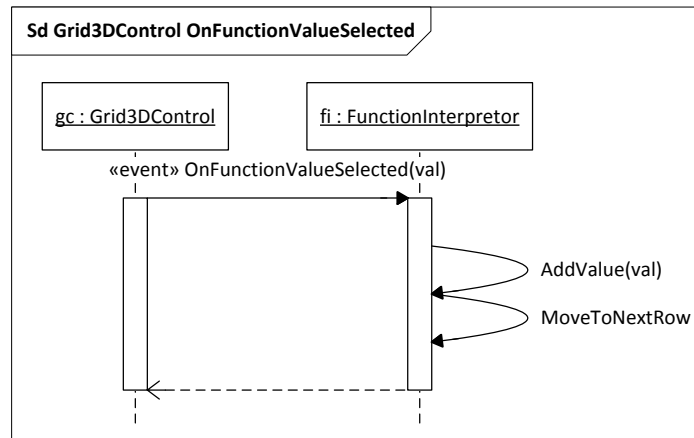 Sd Grid3DControl OnFunctionValueSelected
gc : Grid3DControl
fi : FunctionInterpretor
«event» OnFunctionValueSelected(val)
AddValue(val)
MoveToNextRow